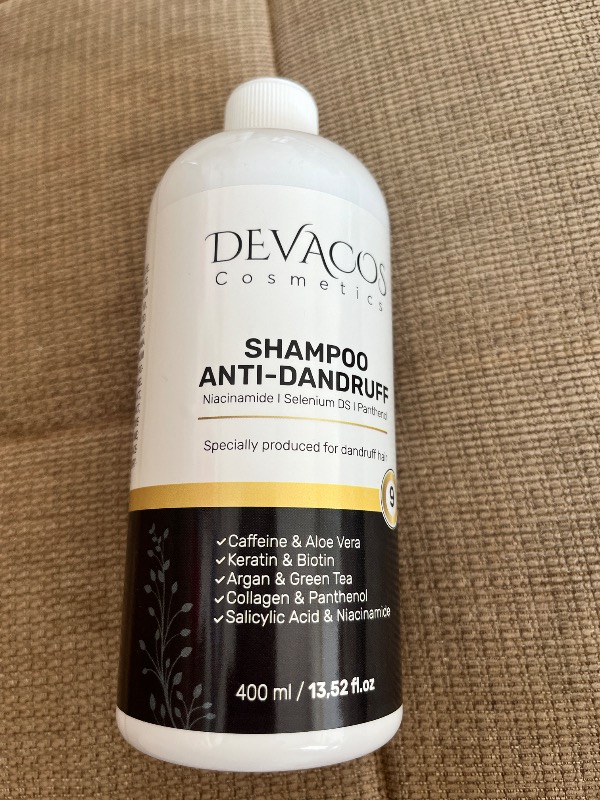 DEVACOS
Cosmetics
SHAMPOO
ANTI-DANDRUFF
Niacinamide I Selenium DS I Panthenol
Specially produced for dandruff hair
9
✓Caffeine & Aloe Vera
✓Keratin & Biotin
✓Argan & Green Tea
✓Collagen & Panthenol
✓Salicylic Acid & Niacinamide
400 ml / 13,52 fl.oz